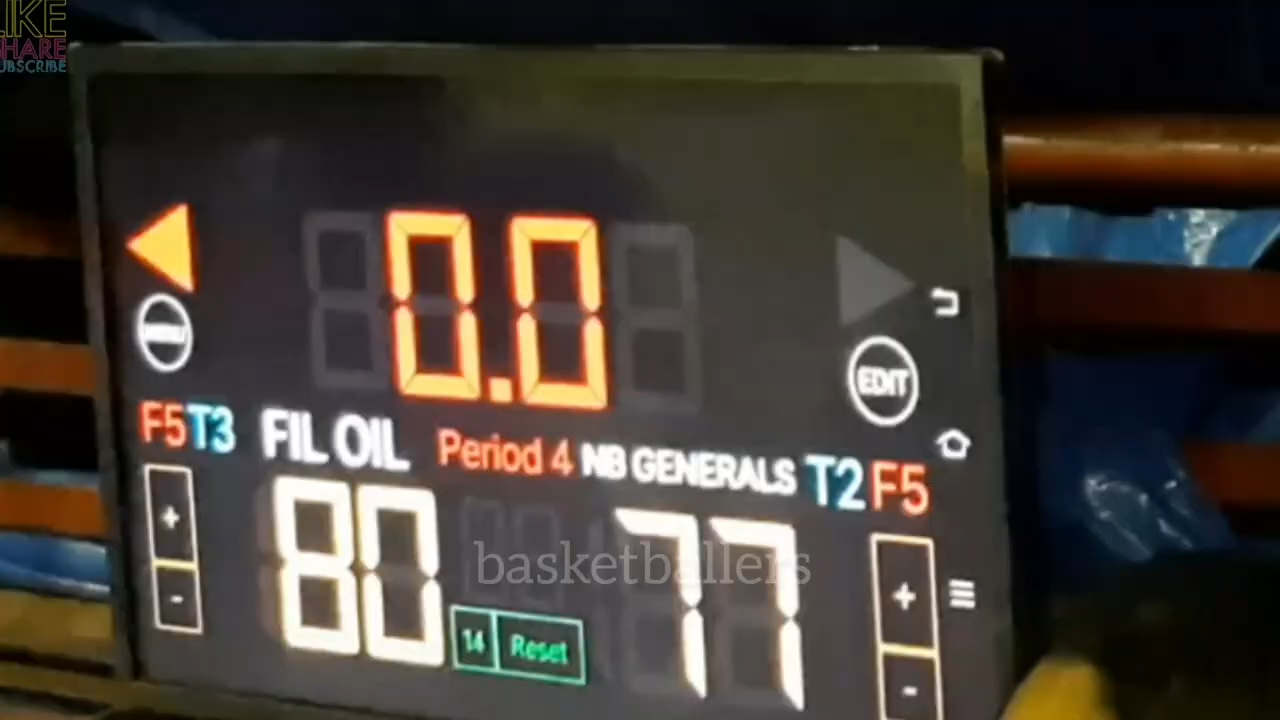 LIKE
SHARE
SUBSCRIBE
0.0
MENU
EDIT
F5 T3 FIL OIL Period 4 NB GENERALS T2 F5
+ +
80 77
basketballers
- 14 Reset -